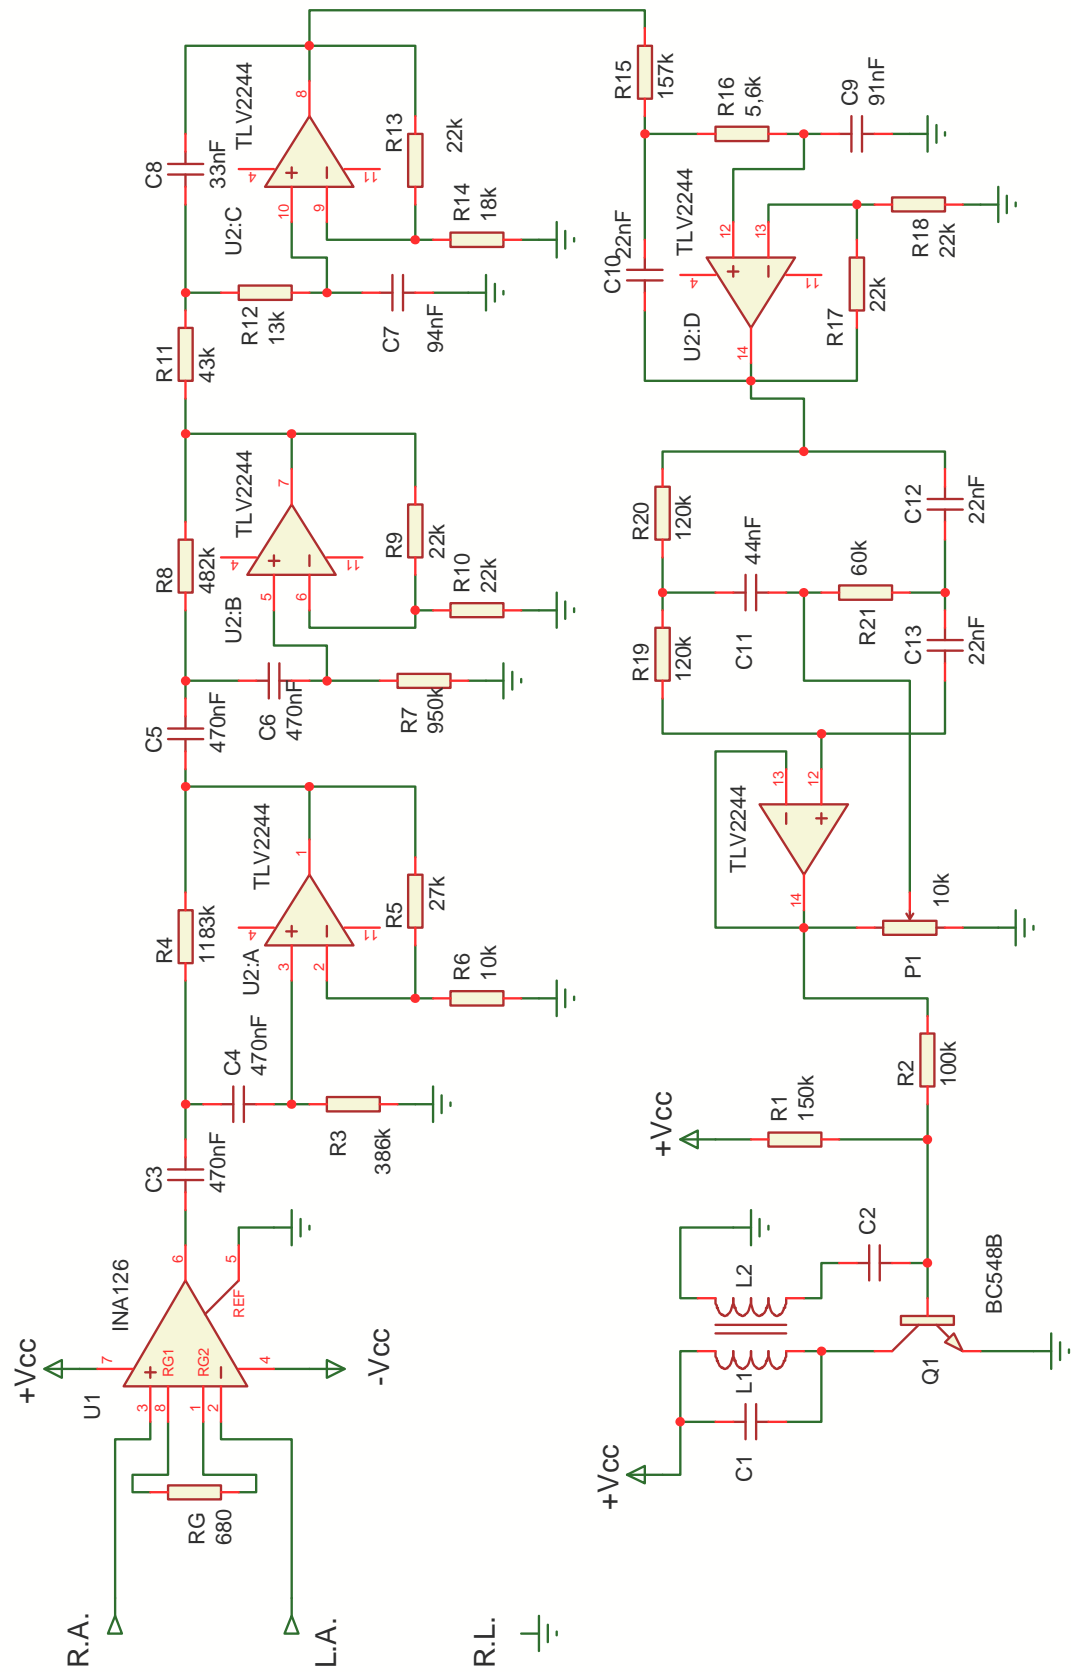 R.A.
L.A.
R.L.
RG
680
+Vcc
U1
INA126
3
8
1
2
RG1
RG2
7
4
6
5
REF
-Vcc
C3
470nF
C4
470nF
R3
386k
R4
1183k
U2:A
TLV2244
3
2
1
4
11
R5
27k
R6
10k
C5
470nF
C6
470nF
R7
950k
R8
482k
U2:B
TLV2244
5
6
7
4
11
R9
22k
R10
22k
R11
43k
R12
13k
C7
94nF
C8
33nF
U2:C
TLV2244
10
9
8
4
11
R13
22k
R14
18k
R15
157k
R16
5,6k
C9
91nF
C10
22nF
U2:D
TLV2244
12
13
14
4
11
R17
22k
R18
22k
R20
120k
R19
120k
C11
44nF
R21
60k
C12
22nF
C13
22nF
TLV2244
13
12
14
P1
10k
R2
100k
R1
150k
+Vcc
+Vcc
C1
L1
L2
C2
Q1
BC548B